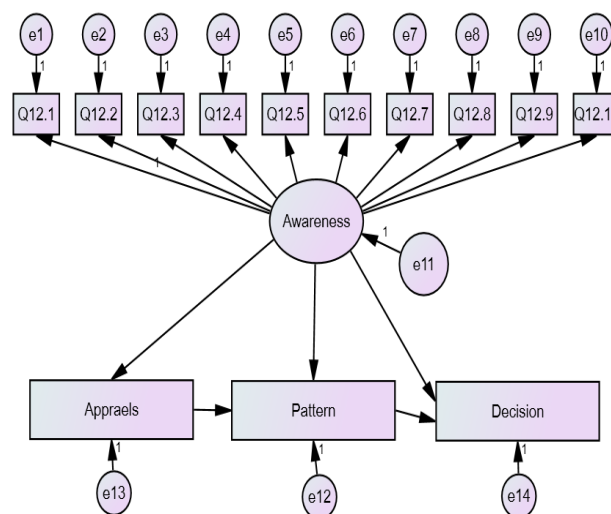 e1 e2 e3 e4 e5 e6 e7 e8 e9 e10
1 1 1 1 1 1 1 1 1 1
Q12.1 Q12.2 Q12.3 Q12.4 Q12.5 Q12.6 Q12.7 Q12.8 Q12.9 Q12.1
1
Awareness
1
e11
Appraels Pattern Decision
1 1 1
e13 e12 e14